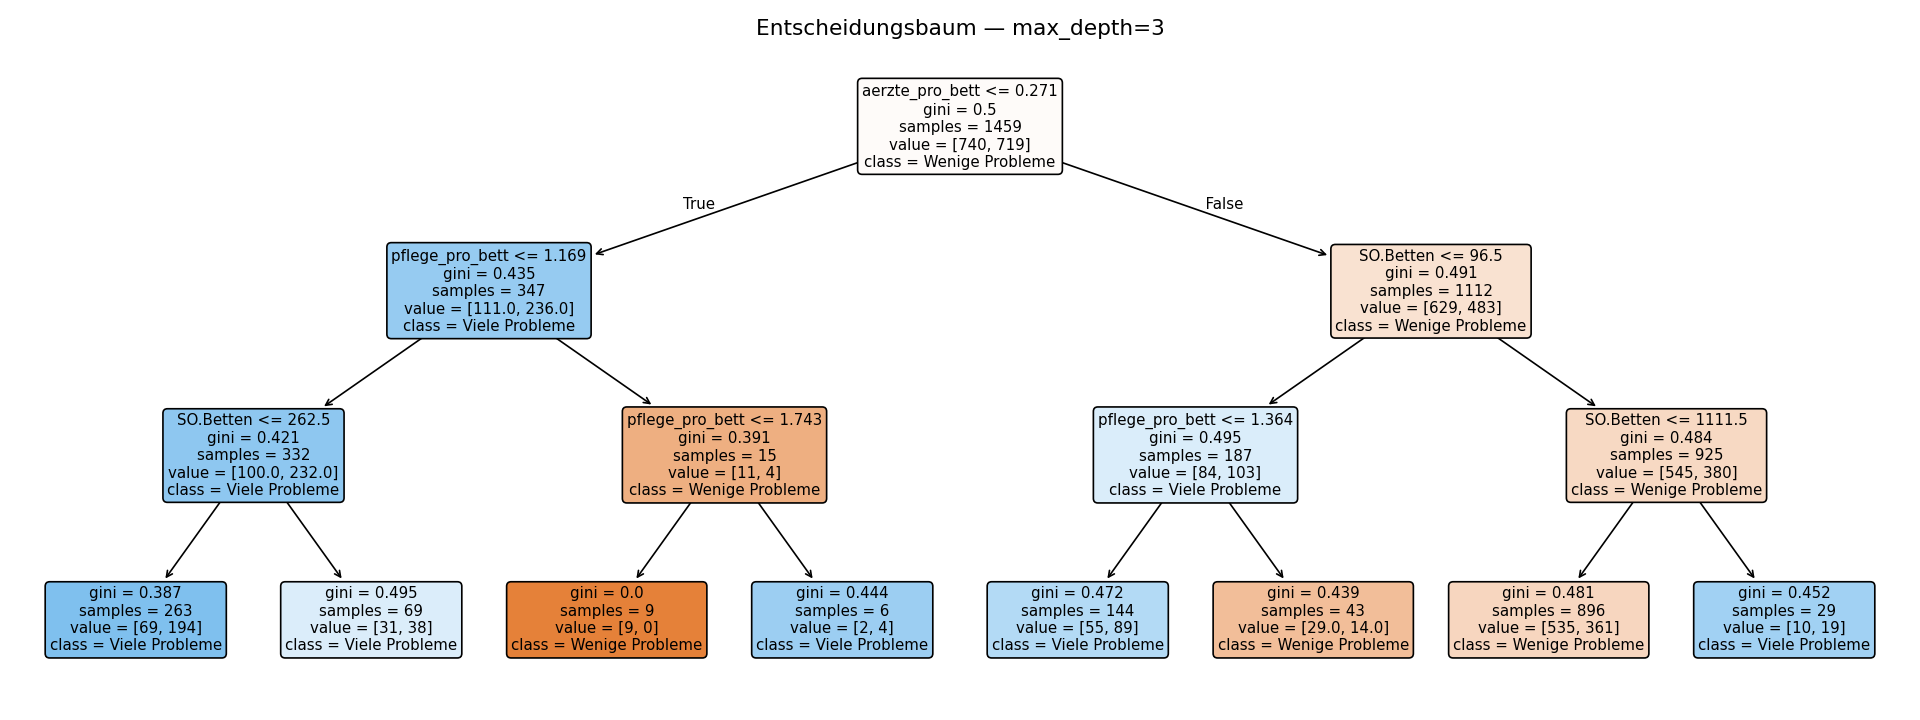 Entscheidungsbaum — max_depth=3
aerzte_pro_bett <= 0.271
gini = 0.5
samples = 1459
value = [740, 719]
class = Wenige Probleme
True
False
pflege_pro_bett <= 1.169
gini = 0.435
samples = 347
value = [111.0, 236.0]
class = Viele Probleme
SO.Betten <= 96.5
gini = 0.491
samples = 1112
value = [629, 483]
class = Wenige Probleme
SO.Betten <= 262.5
gini = 0.421
samples = 332
value = [100.0, 232.0]
class = Viele Probleme
pflege_pro_bett <= 1.743
gini = 0.391
samples = 15
value = [11, 4]
class = Wenige Probleme
pflege_pro_bett <= 1.364
gini = 0.495
samples = 187
value = [84, 103]
class = Viele Probleme
SO.Betten <= 1111.5
gini = 0.484
samples = 925
value = [545, 380]
class = Wenige Probleme
gini = 0.387
samples = 263
value = [69, 194]
class = Viele Probleme
gini = 0.495
samples = 69
value = [31, 38]
class = Viele Probleme
gini = 0.0
samples = 9
value = [9, 0]
class = Wenige Probleme
gini = 0.444
samples = 6
value = [2, 4]
class = Viele Probleme
gini = 0.472
samples = 144
value = [55, 89]
class = Viele Probleme
gini = 0.439
samples = 43
value = [29.0, 14.0]
class = Wenige Probleme
gini = 0.481
samples = 896
value = [535, 361]
class = Wenige Probleme
gini = 0.452
samples = 29
value = [10, 19]
class = Viele Probleme